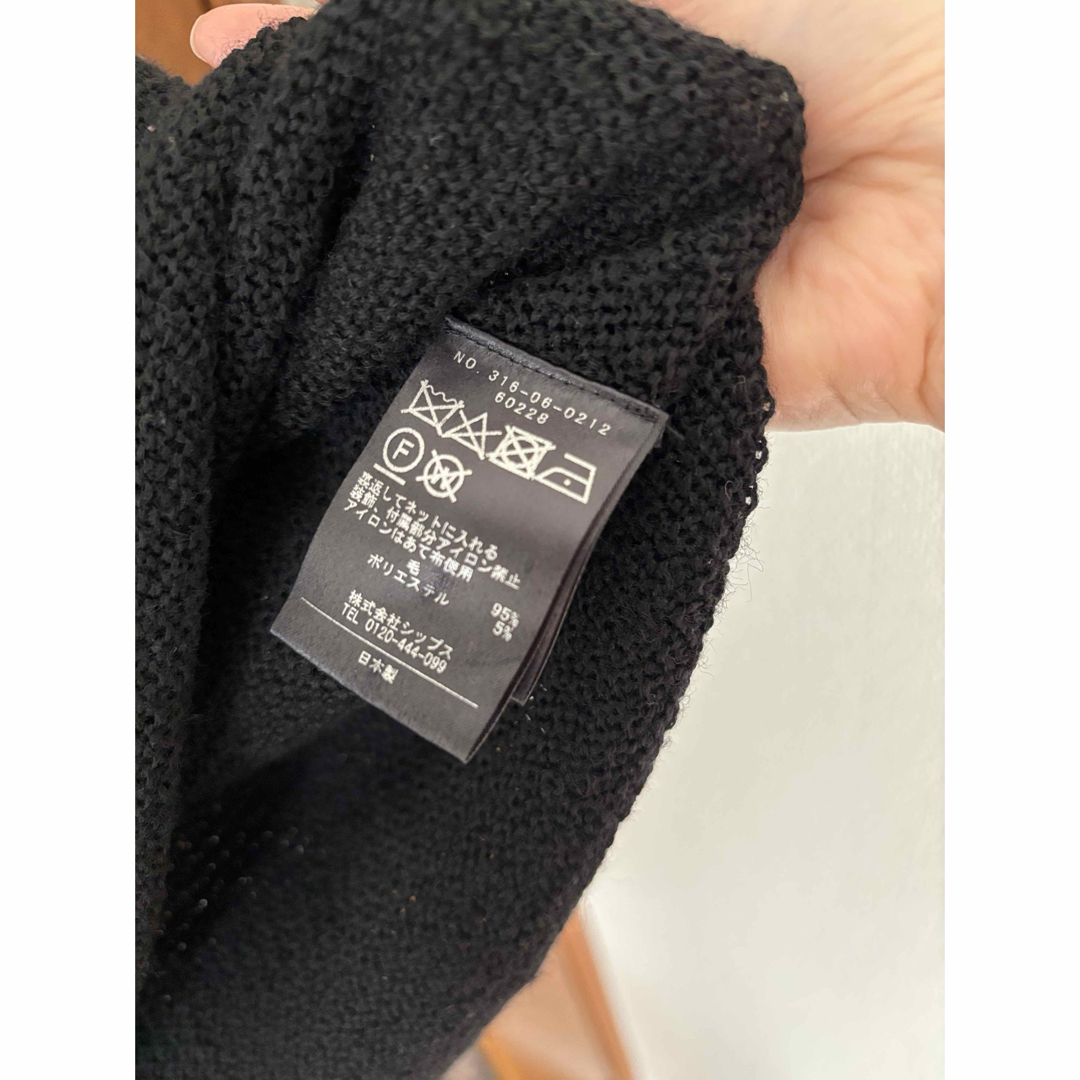 NO. 316-06-0212
60228
F
W
裏返してネットに入れる
装飾、付属部分アイロン禁止
アイロンはあて布使用
毛 95%
ポリエステル 5%
株式会社シップス
TEL 0120-444-099
日本製